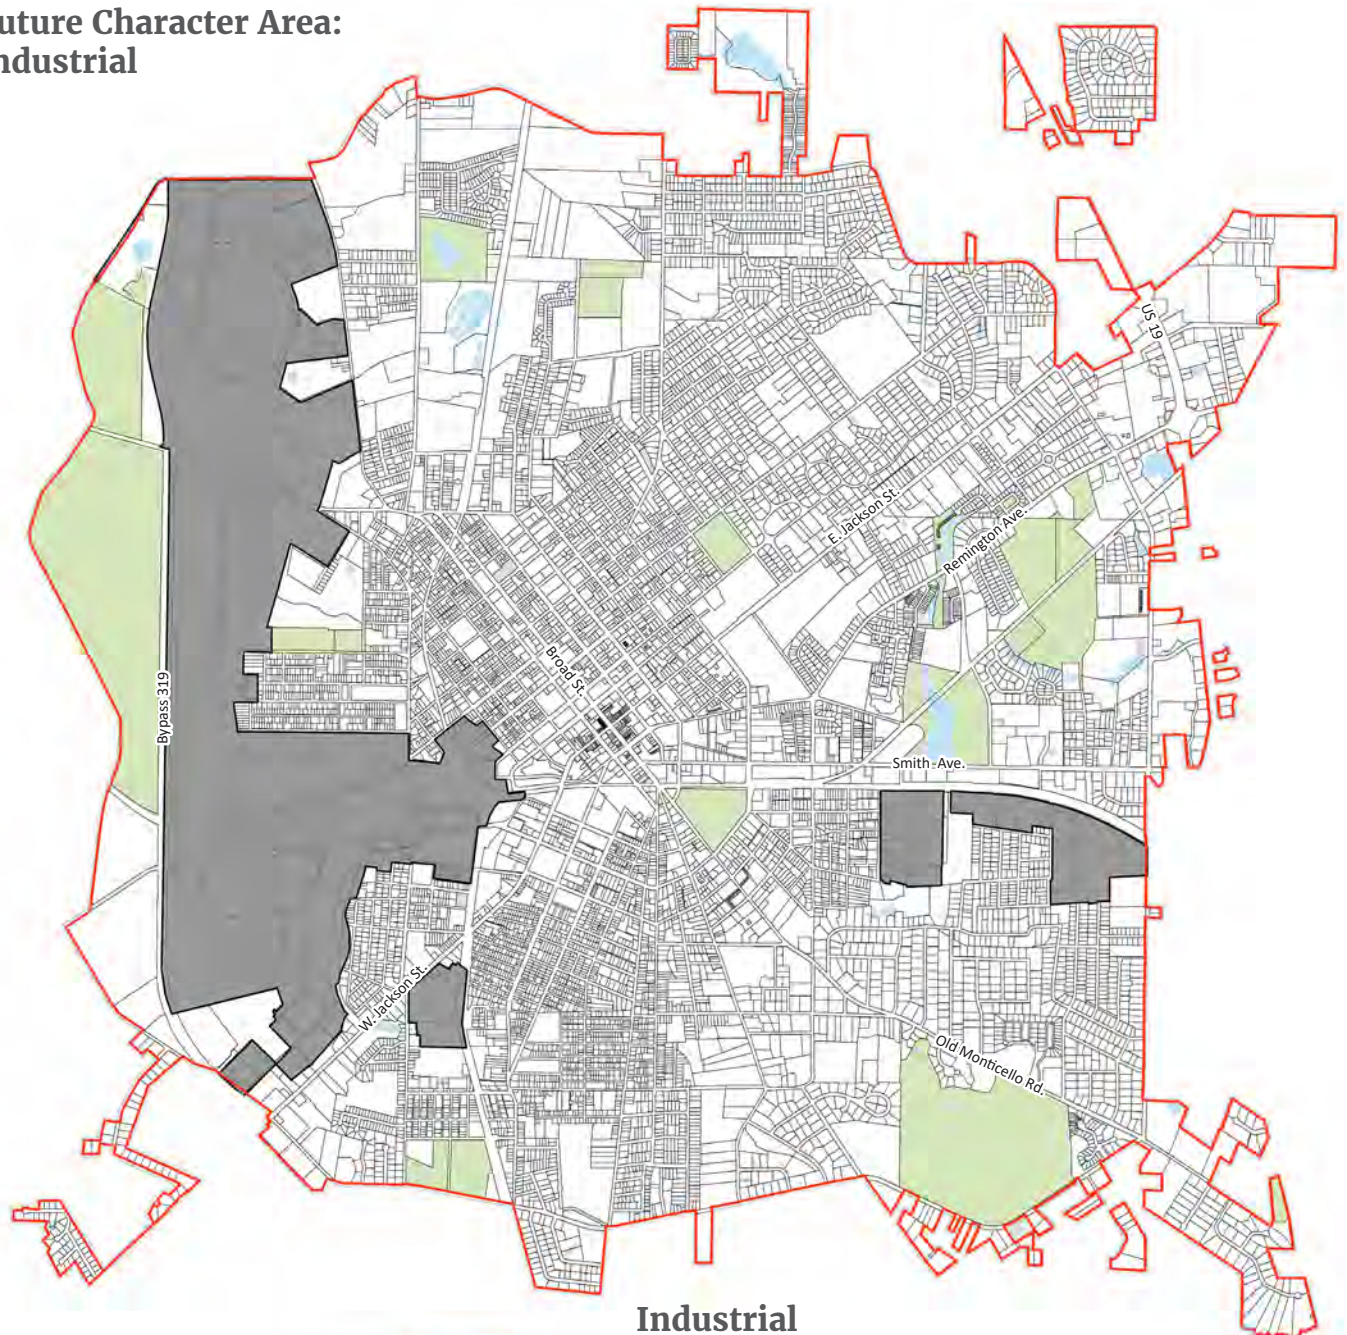 uture Character Area:
ndustrial
US 19
E. Jackson St.
Remington Ave.
Broad St.
Bypass 319
Smith Ave.
W. Jackson St.
Old Monticello Rd.
Industrial